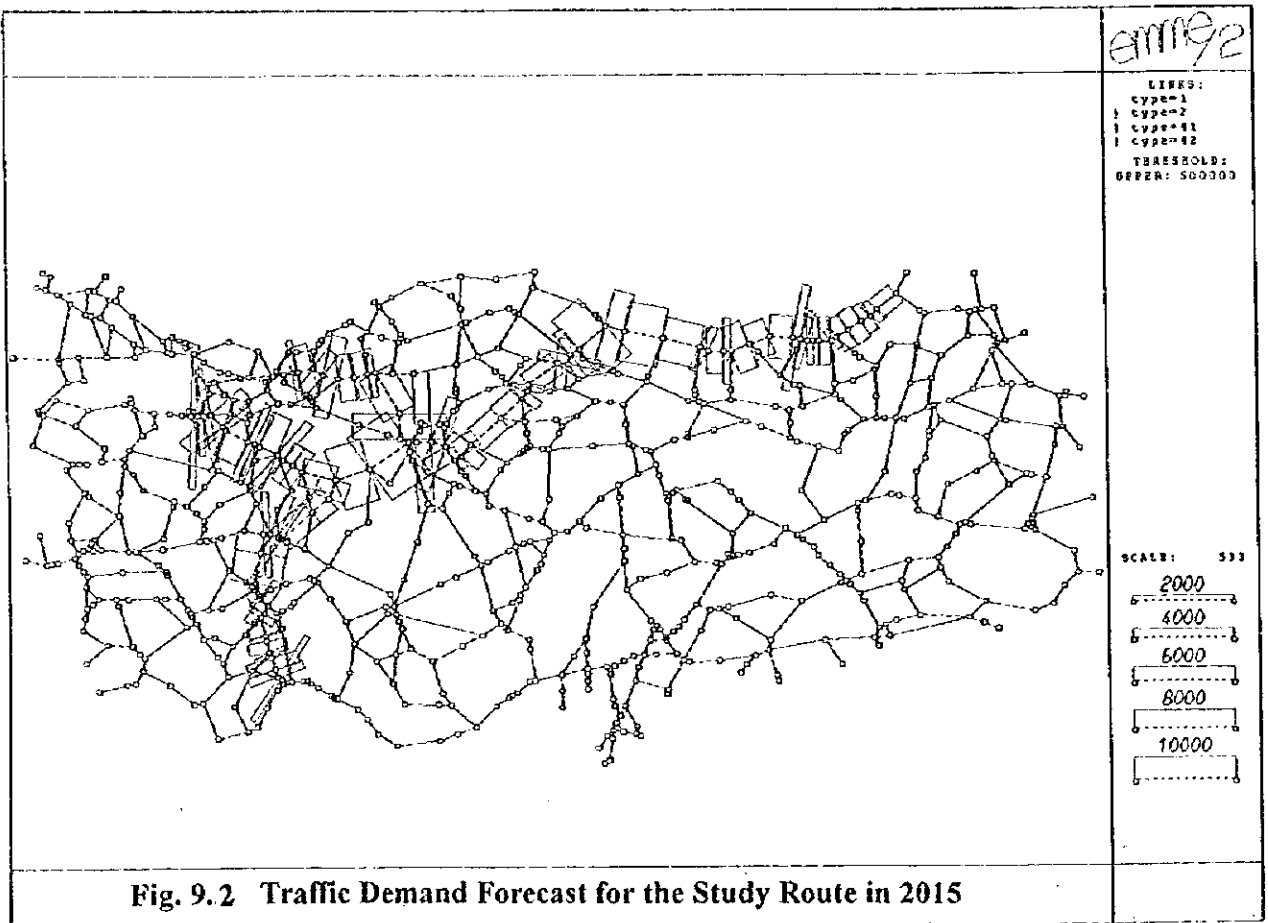 emme/2
LINKS:
type=1
| type=2
| type=41
| type=42
THRESHOLD:
UPPER: 500000
SCALE: 533
2000
4000
6000
8000
10000
Fig. 9.2 Traffic Demand Forecast for the Study Route in 2015